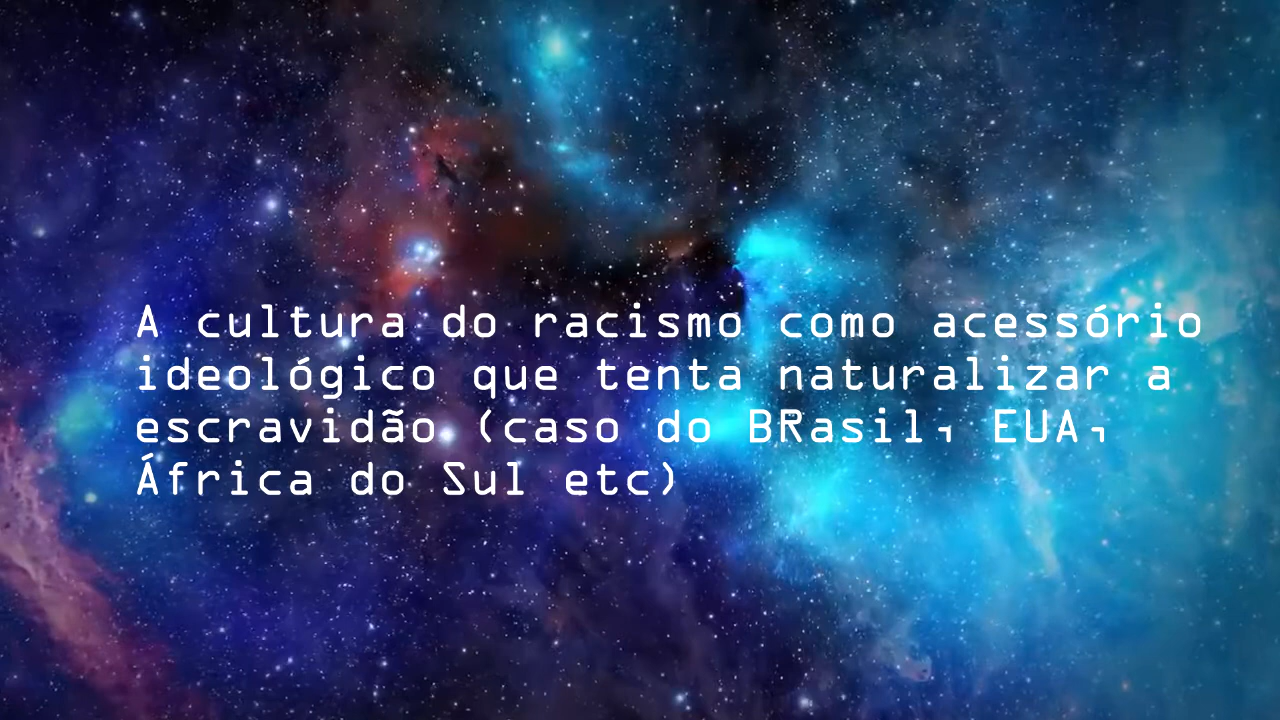 A cultura do racismo como acessório
ideológico que tenta naturalizar a
escravidão (caso do BRasil, EUA,
África do Sul etc)